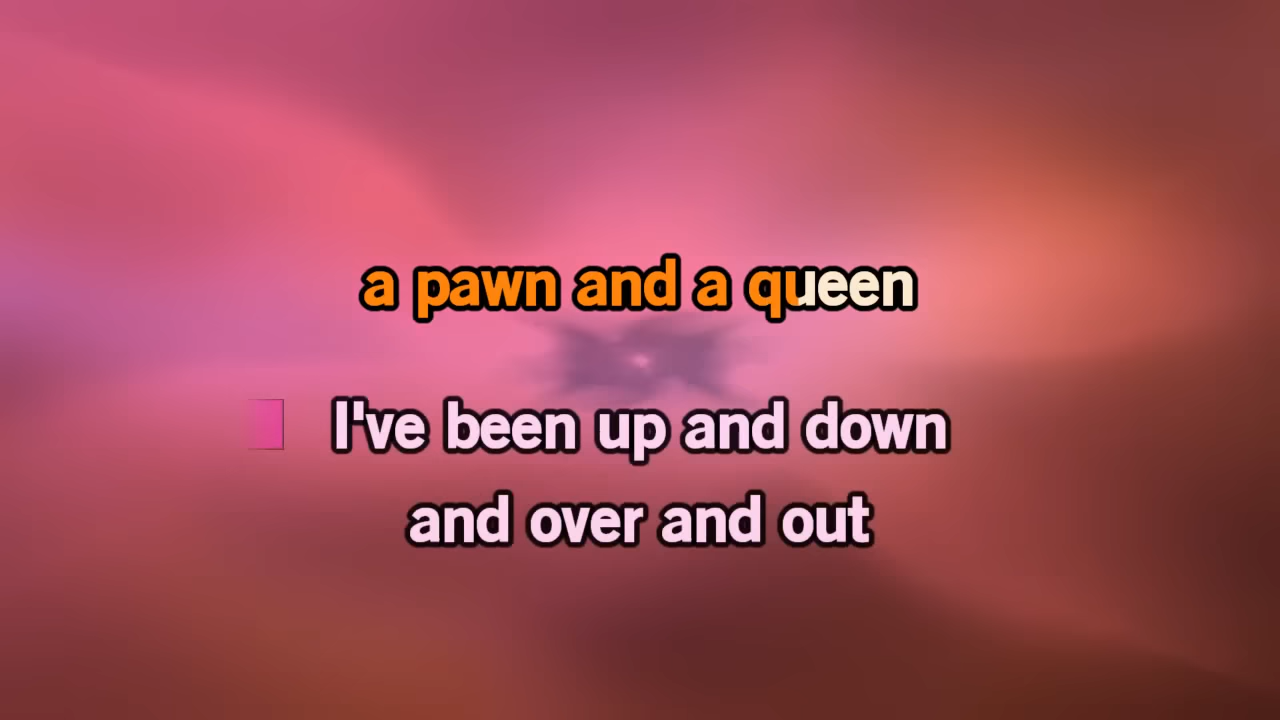 a pawn and a queen
I've been up and down
and over and out